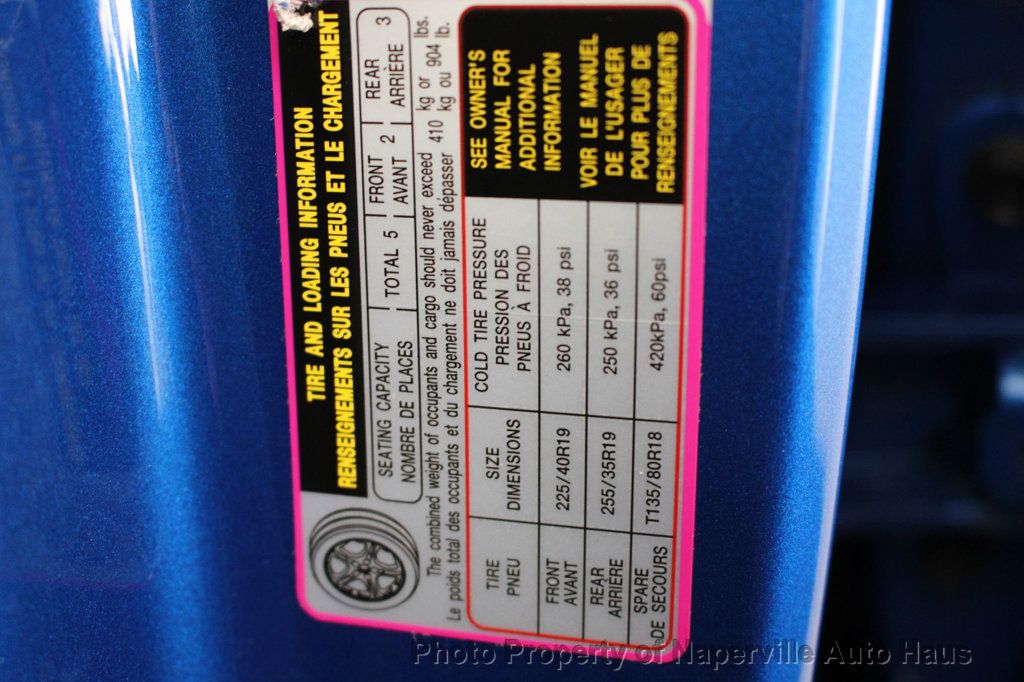 TIRE AND LOADING INFORMATION
RENSEIGNEMENTS SUR LES PNEUS ET LE CHARGEMENT
SEATING CAPACITY
NOMBRE DE PLACES
TOTAL 5
FRONT
AVANT 2
REAR
ARRIÈRE 3
The combined weight of occupants and cargo should never exceed 410 kg or 904 lbs.
Le poids total des occupants et du chargement ne doit jamais dépasser 410 kg ou 904 lb.
TIRE
PNEU
SIZE
DIMENSIONS
COLD TIRE PRESSURE
PRESSION DES
PNEUS À FROID
FRONT
AVANT
225/40R19
260 kPa, 38 psi
REAR
ARRIÈRE
255/35R19
250 kPa, 36 psi
SPARE
DE SECOURS
T135/80R18
420kPa, 60psi
SEE OWNER'S
MANUAL FOR
ADDITIONAL
INFORMATION
VOIR LE MANUEL
DE L'USAGER
POUR PLUS DE
RENSEIGNEMENTS
Photo Property of Naperville Auto Haus